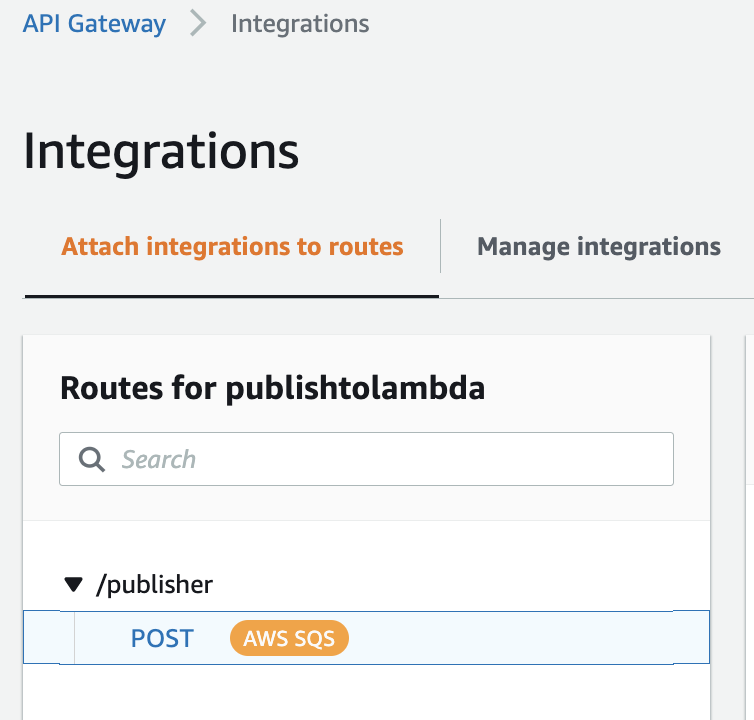 API Gateway Integrations
Integrations
Attach integrations to routes Manage integrations
Routes for publishtolambda
Search
/publisher
POST AWS SQS